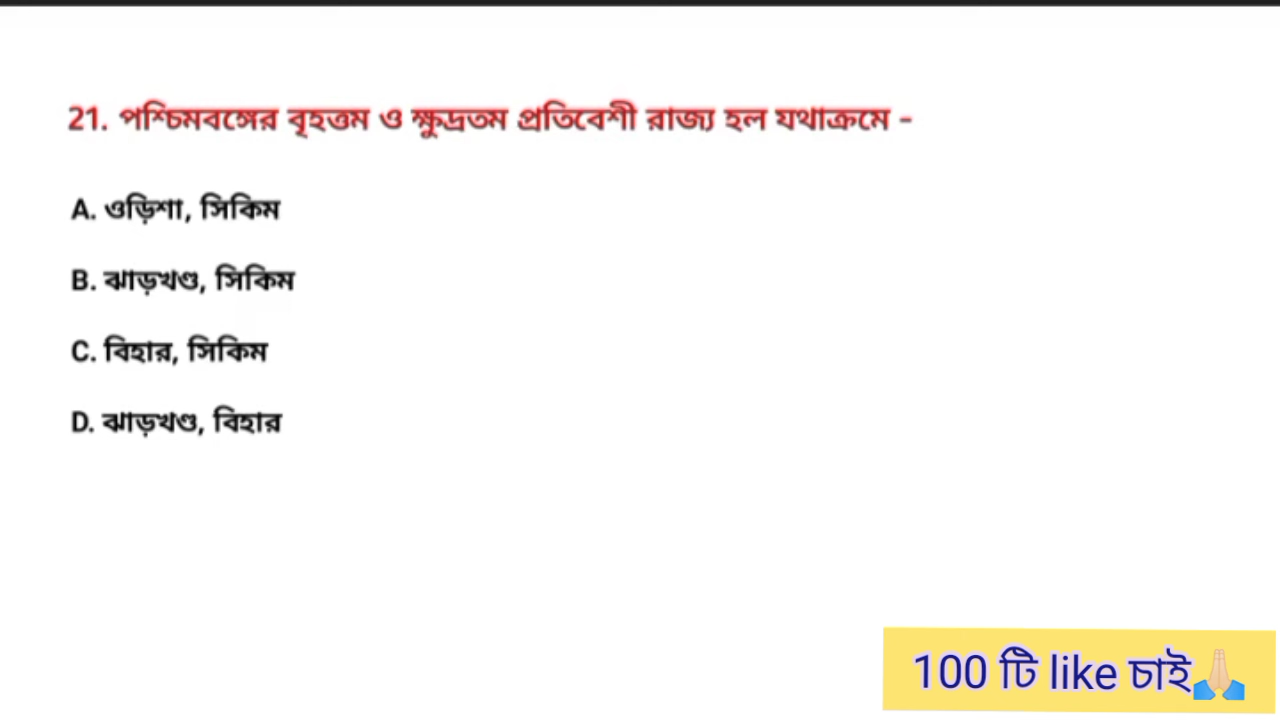 21. পশ্চিমবঙ্গের বৃহত্তম ও ক্ষুদ্রতম প্রতিবেশী রাজ্য হল যথাক্রমে -
A. ওড়িশা, সিকিম
B. ঝাড়খণ্ড, সিকিম
C. বিহার, সিকিম
D. ঝাড়খণ্ড, বিহার
100 টি like চাই🙏🏻